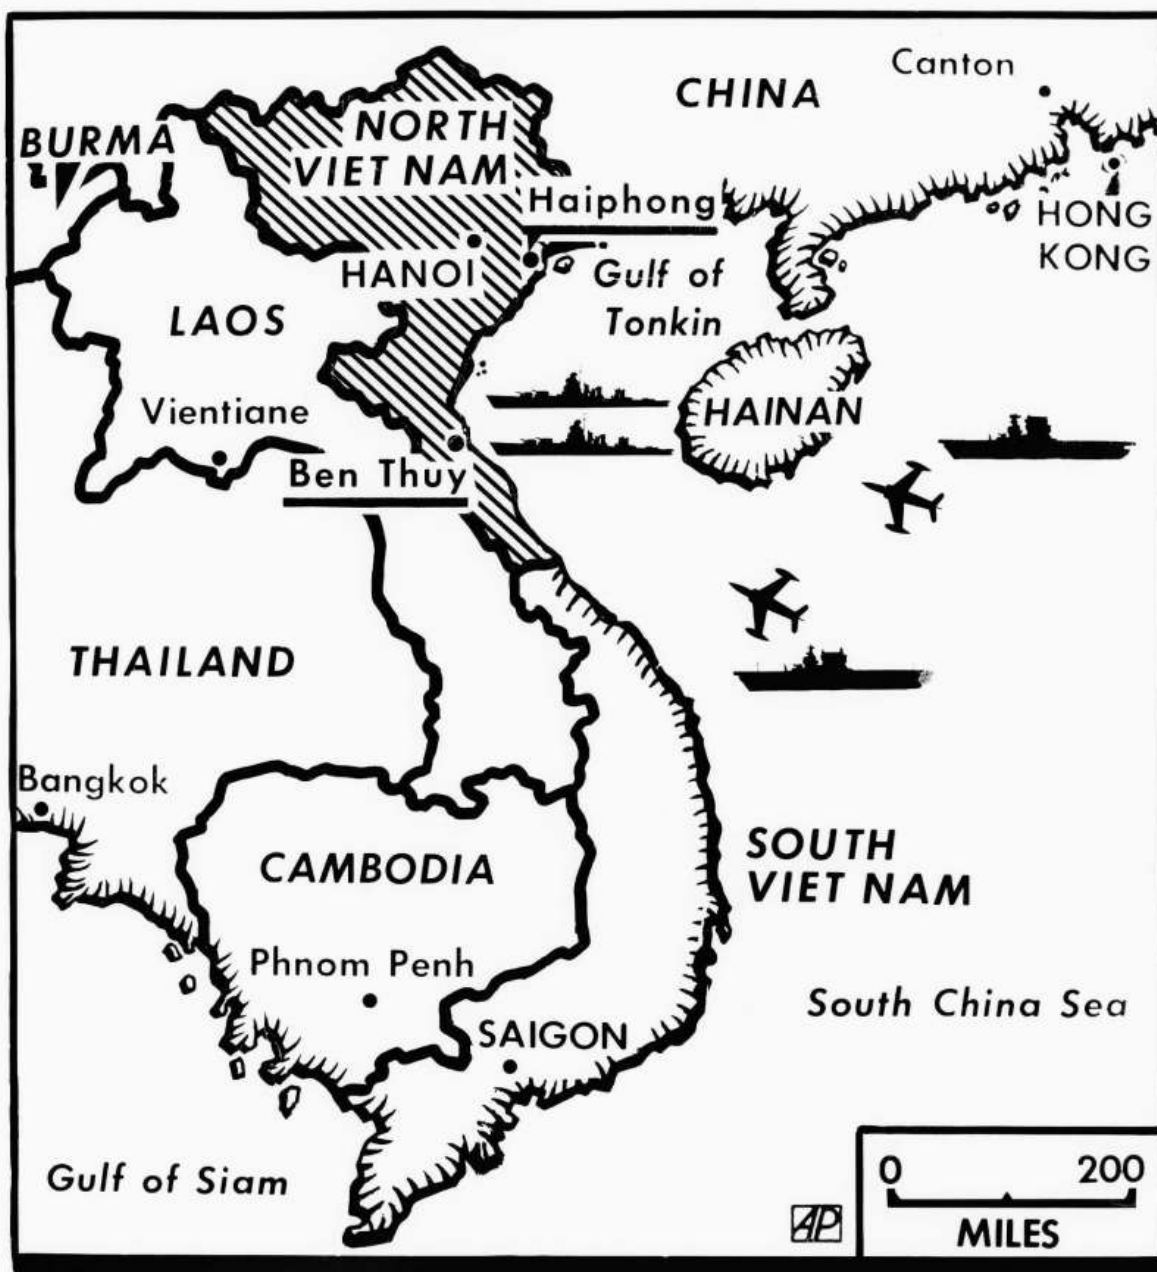 Canton
CHINA
NORTH
VIET NAM
BURMA
Haiphong
HONG
KONG
HANOI
Gulf of
Tonkin
LAOS
Vientiane
HAINAN
Ben Thuy
THAILAND
Bangkok
CAMBODIA
SOUTH
VIET NAM
Phnom Penh
South China Sea
SAIGON
Gulf of Siam
0 200
MILES
AP